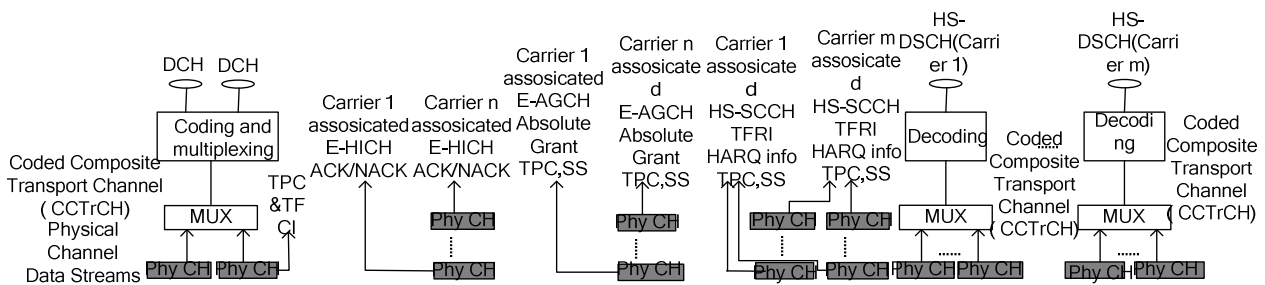 DCH
DCH
Coding and
multiplexing
Coded Composite
Transport Channel
( CCTrCH)
Physical
Channel
Data Streams
MUX
TPC
&TF
CI
Phy CH
Phy CH
Carrier 1
assosicated
E-HICH
ACK/NACK
Carrier n
assosicated
E-HICH
ACK/NACK
Phy CH
Phy CH
Carrier 1
assosicated
E-AGCH
Absolute
Grant
TPC,SS
Carrier n
assosicate
d
E-AGCH
Absolute
Grant
TPC,SS
Phy CH
Phy CH
Carrier 1
assosicate
d
HS-SCCH
TFRI
HARQ info
TPC,SS
Carrier m
assosicate
d
HS-SCCH
TFRI
HARQ info
TPC,SS
Phy CH
Phy CH
Phy CH
Phy CH
HS-
DSCH(Carri
er 1)
Decoding
Coded
Composite
Transport
Channel
( CCTrCH)
MUX
Phy CH
Phy CH
HS-
DSCH(Carri
er m)
Decodi
ng
Coded
Composite
Transport
Channel
( CCTrCH)
MUX
Phy CH
Phy CH